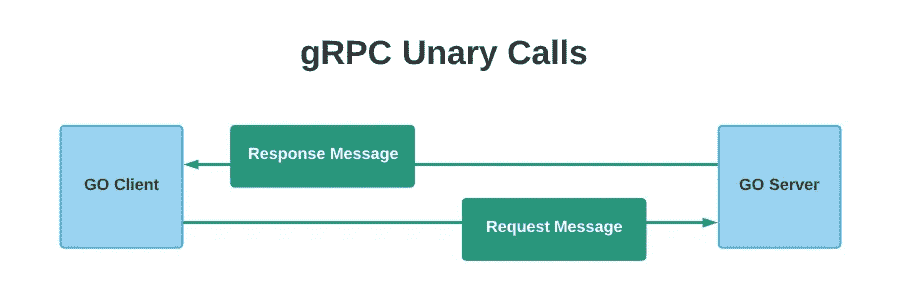 gRPC Unary Calls
Response Message
GO Client
GO Server
Request Message